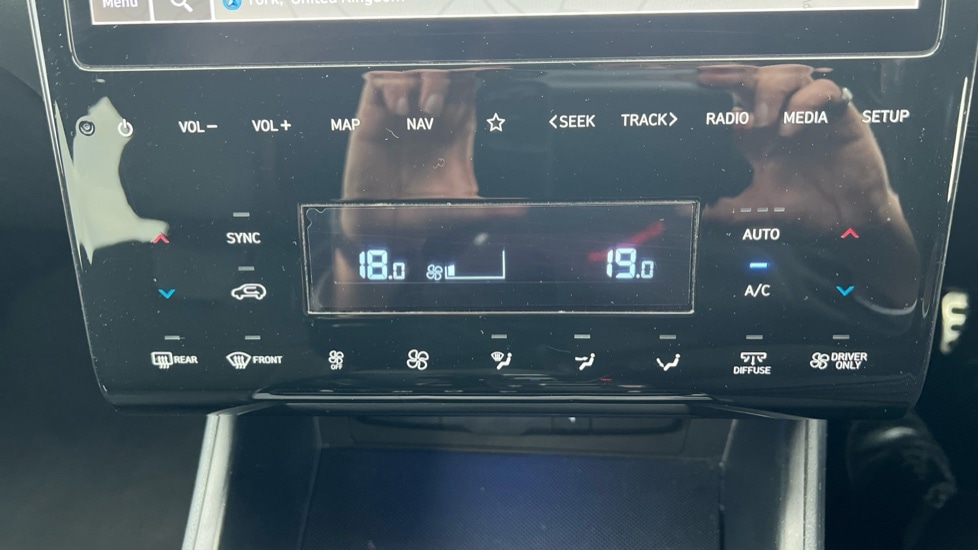 Menu
York, United Kingdom
VOL− VOL+ MAP NAV ☆ <SEEK TRACK> RADIO MEDIA SETUP
SYNC AUTO
18.0 19.0
A/C
REAR FRONT OFF DIFFUSE DRIVER ONLY